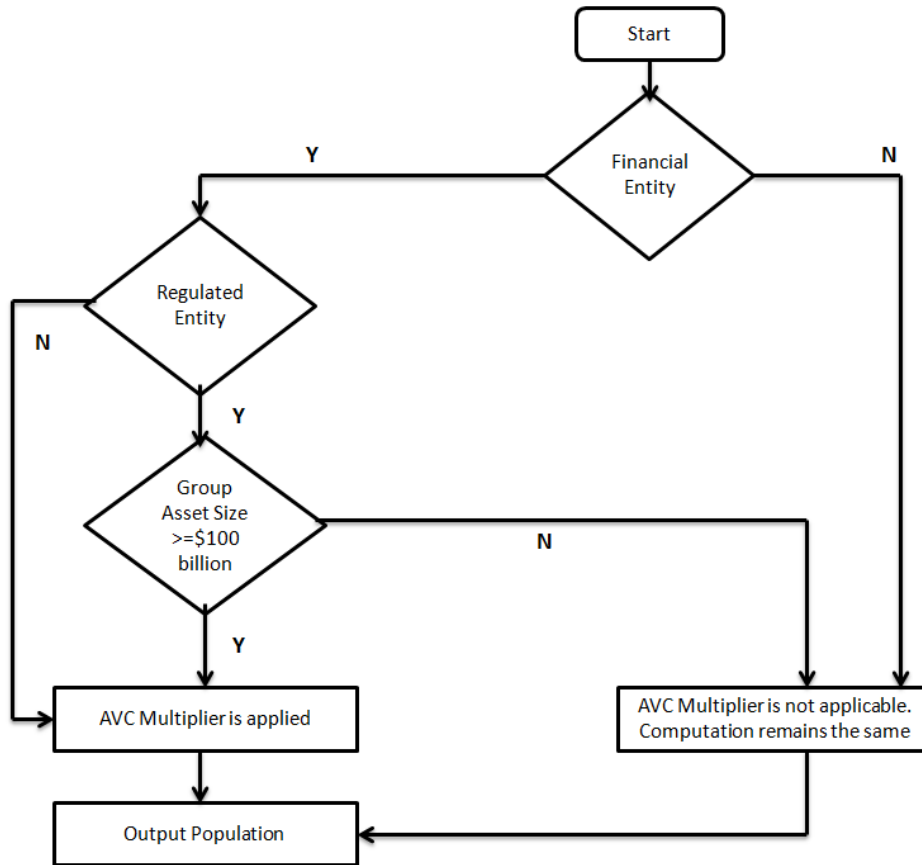 Start
Financial
Entity
Y
N
Regulated
Entity
N
Y
Group
Asset Size
>=$100
billion
N
Y
AVC Multiplier is applied
AVC Multiplier is not applicable.
Computation remains the same
Output Population